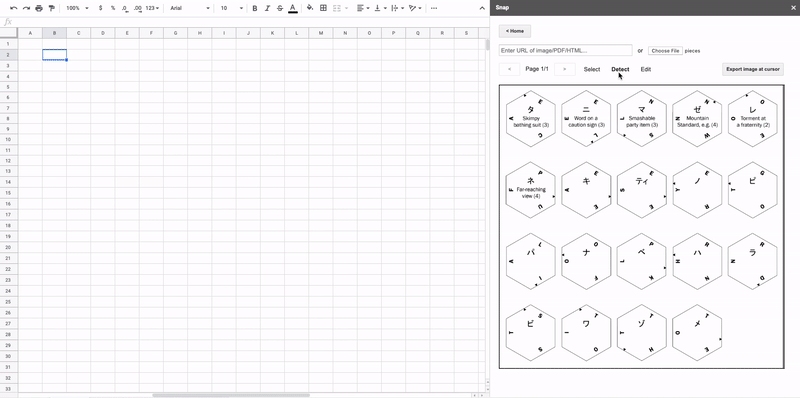 Snap ×
100% $ % .0 .00 123 Arial 10 B I S A
fx
< Home
Enter URL of image/PDF/HTML... or Choose File pieces
< Page 1/1 > Select Detect Edit Export image at cursor
A B C D E F G H I J K L M N O P Q R S
1
2
3
4
5
6
7
8
9
10
11
12
13
14
15
16
17
18
19
20
21
22
23
24
25
26
27
28
29
30
31
32
33
タ
Skimpy
bathing suit (3)
ニ
Word on a
caution sign (3)
マ
Smashable
party item (3)
ゼ
Mountain
Standard, e.g. (4)
レ
Torment at
a fraternity (2)
ネ
Far-reaching
view (4)
キ
ティ
ノ
ピ
パ
ナ
ペ
ハ
ラ
ビ
ワ
ゾ
メ